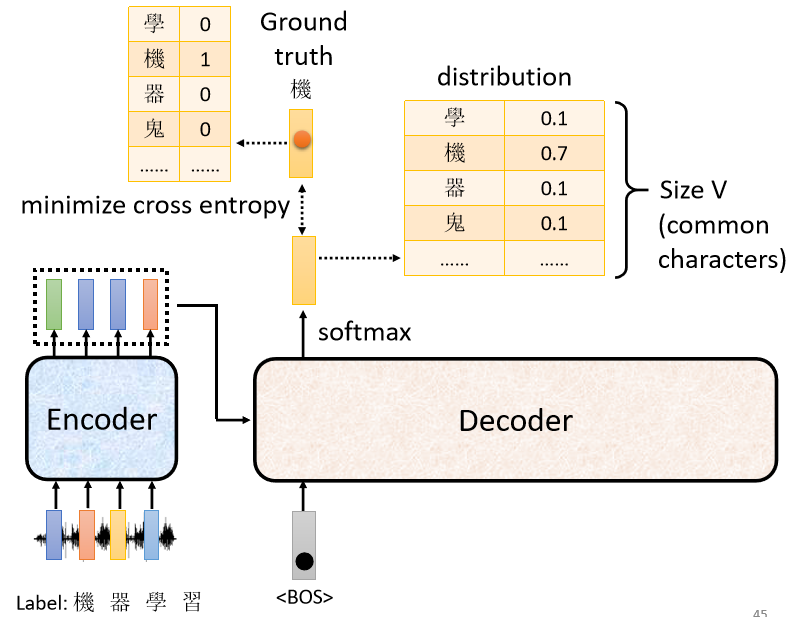 學 0
機 1
器 0
鬼 0
...... ......
Ground
truth
機
minimize cross entropy
distribution
學 0.1
機 0.7
器 0.1
鬼 0.1
...... ......
Size V
(common
characters)
softmax
Encoder
Decoder
Label: 機 器 學 習
<BOS>
45